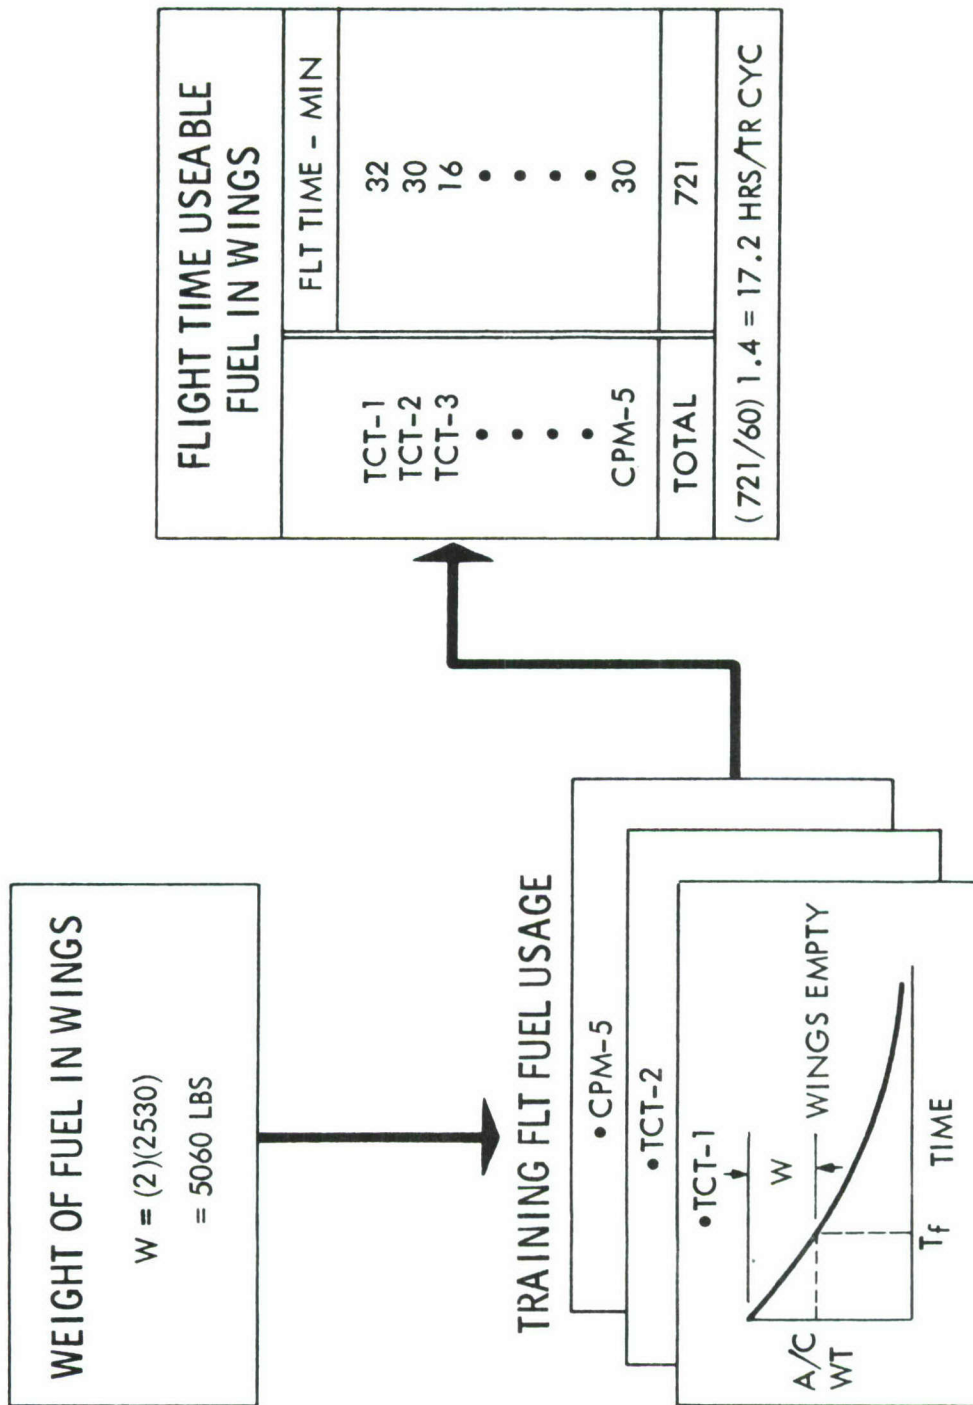 WEIGHT OF FUEL IN WINGS
W = (2)(2530)
= 5060 LBS
TRAINING FLT FUEL USAGE
• CPM-5
• TCT-2
• TCT-1
W
WINGS EMPTY
A/C
WT
Tf
TIME
FLIGHT TIME USEABLE
FUEL IN WINGS
FLT TIME - MIN
TCT-1 32
TCT-2 30
TCT-3 16
• •
• •
• •
• •
CPM-5 30
TOTAL 721
(721/60) 1.4 = 17.2 HRS/TR CYC